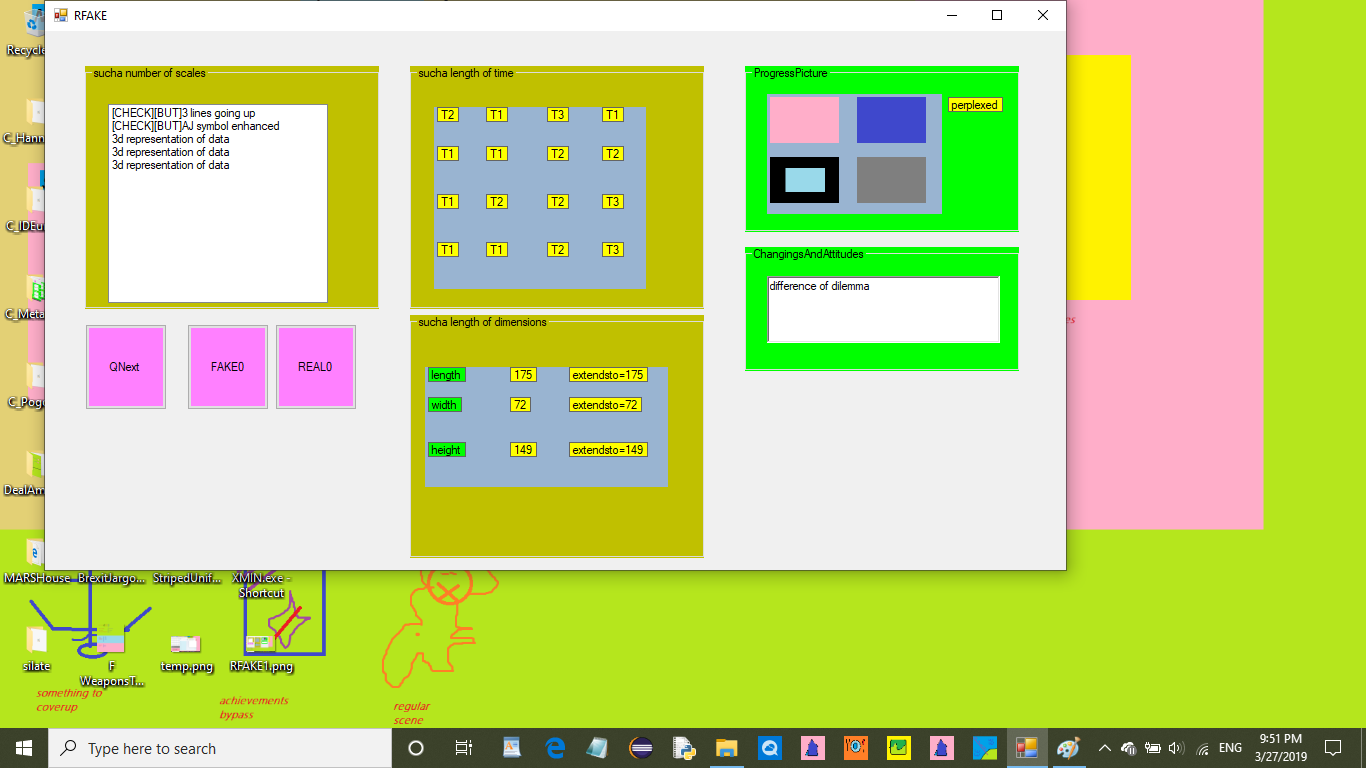 RFAKE
Recycle
C_Hann
C_IDEu
C_Meta
C_Pog
DealAm
sucha number of scales
[CHECK][BUT]3 lines going up
[CHECK][BUT]AJ symbol enhanced
3d representation of data
3d representation of data
3d representation of data
QNext
FAKE0
REAL0
sucha length of time
T2 T1 T3 T1
T1 T1 T2 T2
T1 T2 T2 T3
T1 T1 T2 T3
sucha length of dimensions
length 175 extendsto=175
width 72 extendsto=72
height 149 extendsto=149
ProgressPicture
perplexed
ChangingsAndAttitudes
difference of dilemma
MARSHouse BrexitJargo... StripedUnif... XMIN.exe -
Shortcut
silate F temp.png RFAKE1.png
WeaponsT...
something to
coverup
achievements
bypass
regular
scene
Type here to search
ENG
9:51 PM
3/27/2019